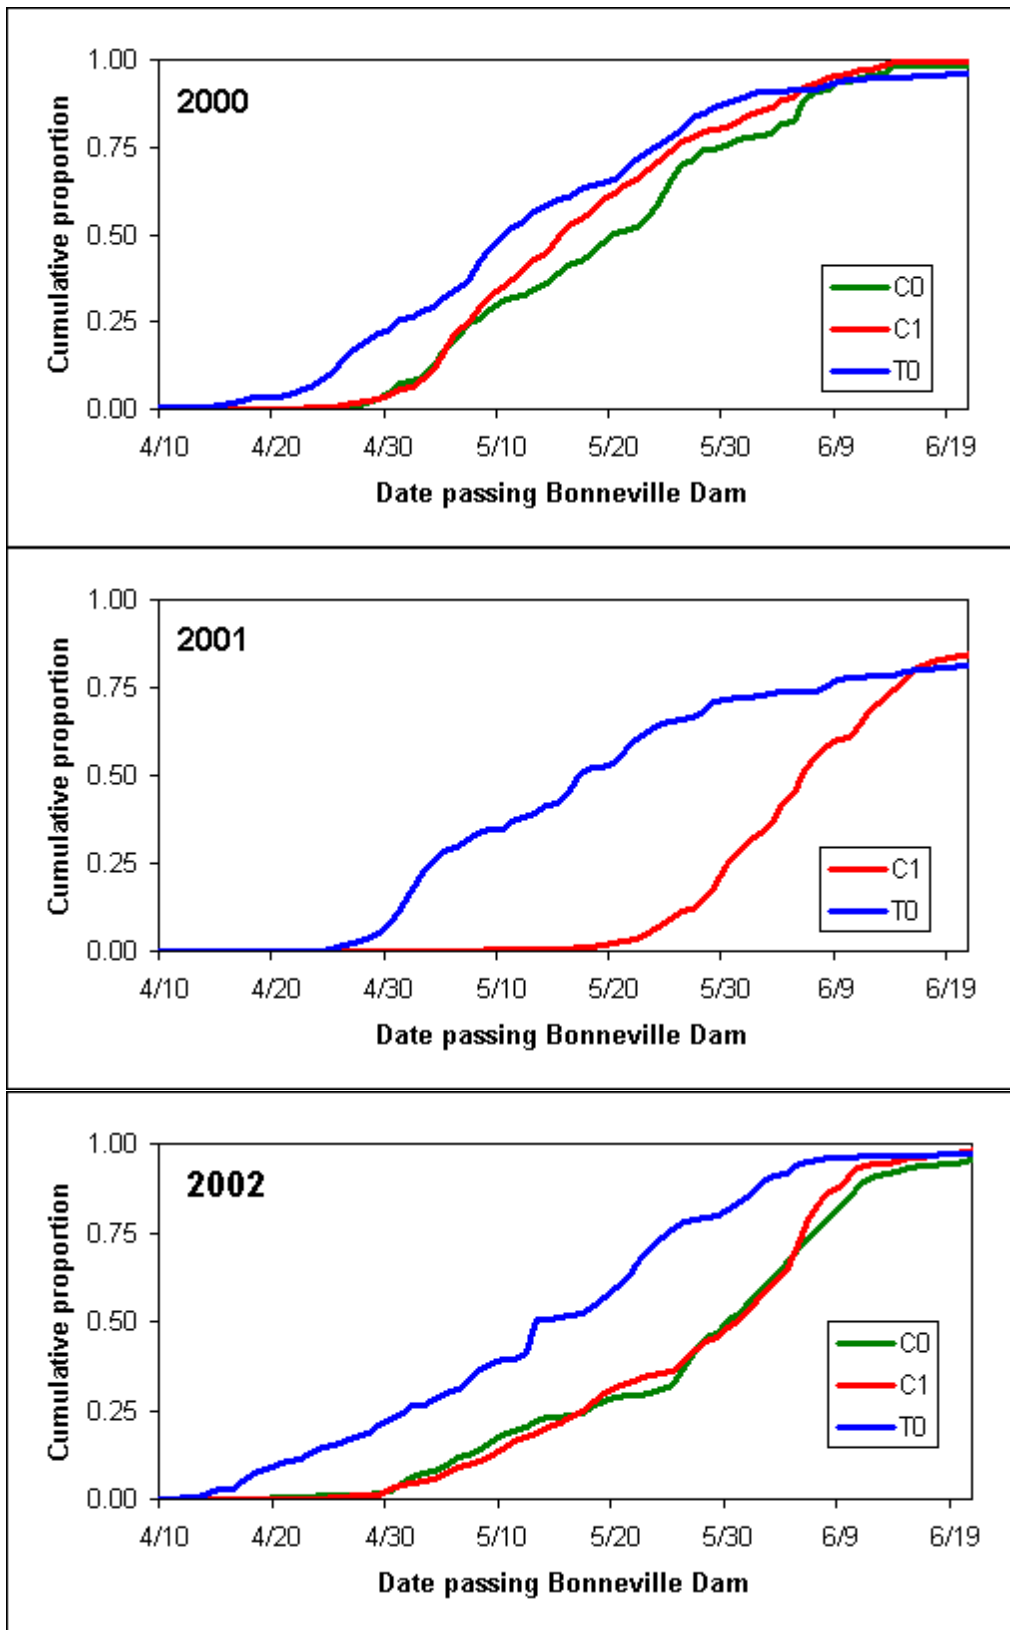 2000
Cumulative proportion
1.00
0.75
0.50
0.25
0.00
C0
C1
T0
4/10 4/20 4/30 5/10 5/20 5/30 6/9 6/19
Date passing Bonneville Dam
2001
Cumulative proportion
1.00
0.75
0.50
0.25
0.00
C1
T0
4/10 4/20 4/30 5/10 5/20 5/30 6/9 6/19
Date passing Bonneville Dam
2002
Cumulative proportion
1.00
0.75
0.50
0.25
0.00
C0
C1
T0
4/10 4/20 4/30 5/10 5/20 5/30 6/9 6/19
Date passing Bonneville Dam